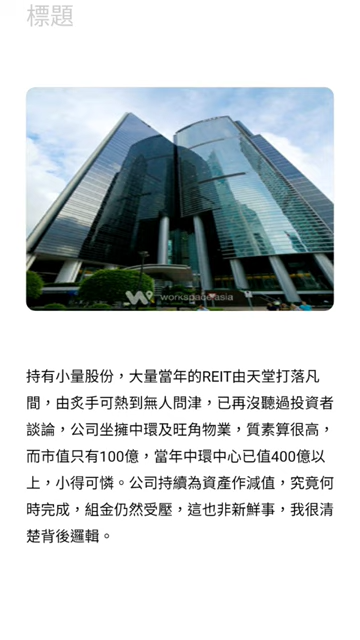 標題
workspace.asia
持有小量股份，大量當年的REIT由天堂打落凡
間，由炙手可熱到無人問津，已再沒聽過投資者
談論，公司坐擁中環及旺角物業，質素算很高，
而市值只有100億，當年中環中心已值400億以
上，小得可憐。公司持續為資產作減值，究竟何
時完成，組金仍然受壓，這也非新鮮事，我很清
楚背後邏輯。